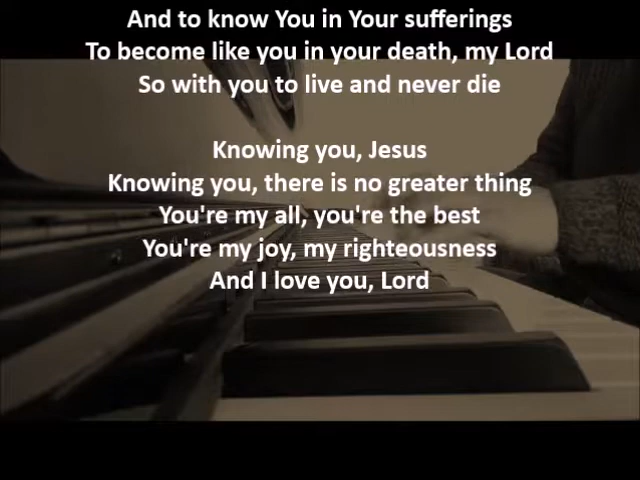 And to know You in Your sufferings
To become like you in your death, my Lord
So with you to live and never die
Knowing you, Jesus
Knowing you, there is no greater thing
You're my all, you're the best
You're my joy, my righteousness
And I love you, Lord